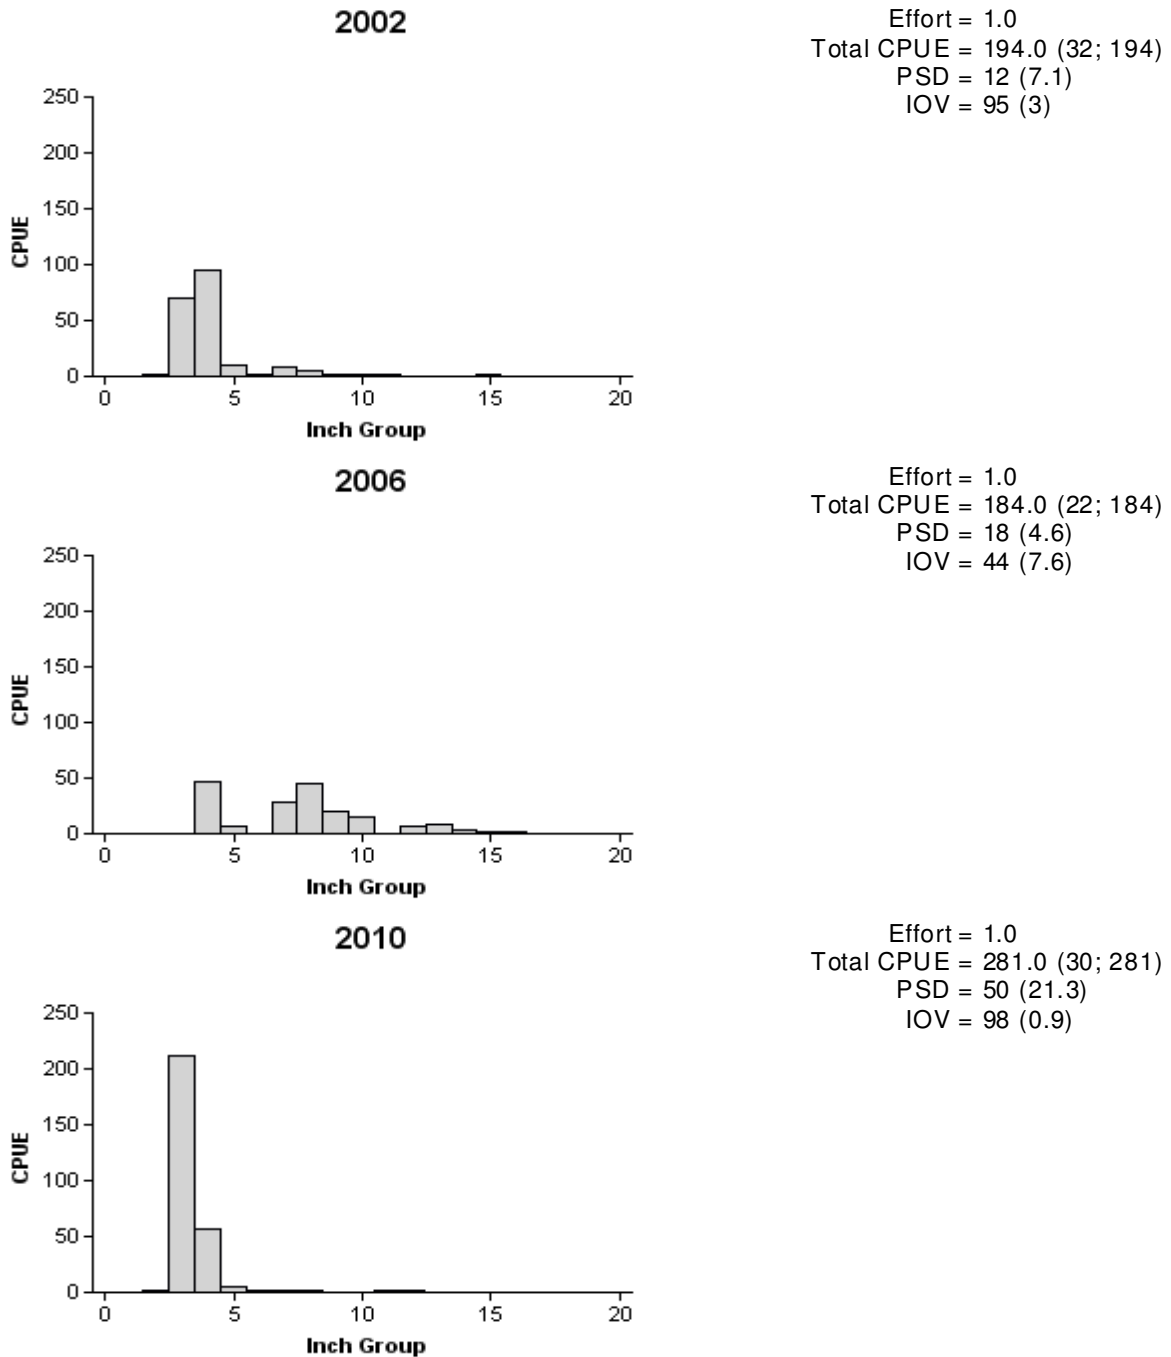 2002
Effort = 1.0
Total CPUE = 194.0 (32; 194)
PSD = 12 (7.1)
IOV = 95 (3)
250
200
150
100
50
0
CPUE
0 5 10 15 20
Inch Group
2006
Effort = 1.0
Total CPUE = 184.0 (22; 184)
PSD = 18 (4.6)
IOV = 44 (7.6)
250
200
150
100
50
0
CPUE
0 5 10 15 20
Inch Group
2010
Effort = 1.0
Total CPUE = 281.0 (30; 281)
PSD = 50 (21.3)
IOV = 98 (0.9)
250
200
150
100
50
0
CPUE
0 5 10 15 20
Inch Group